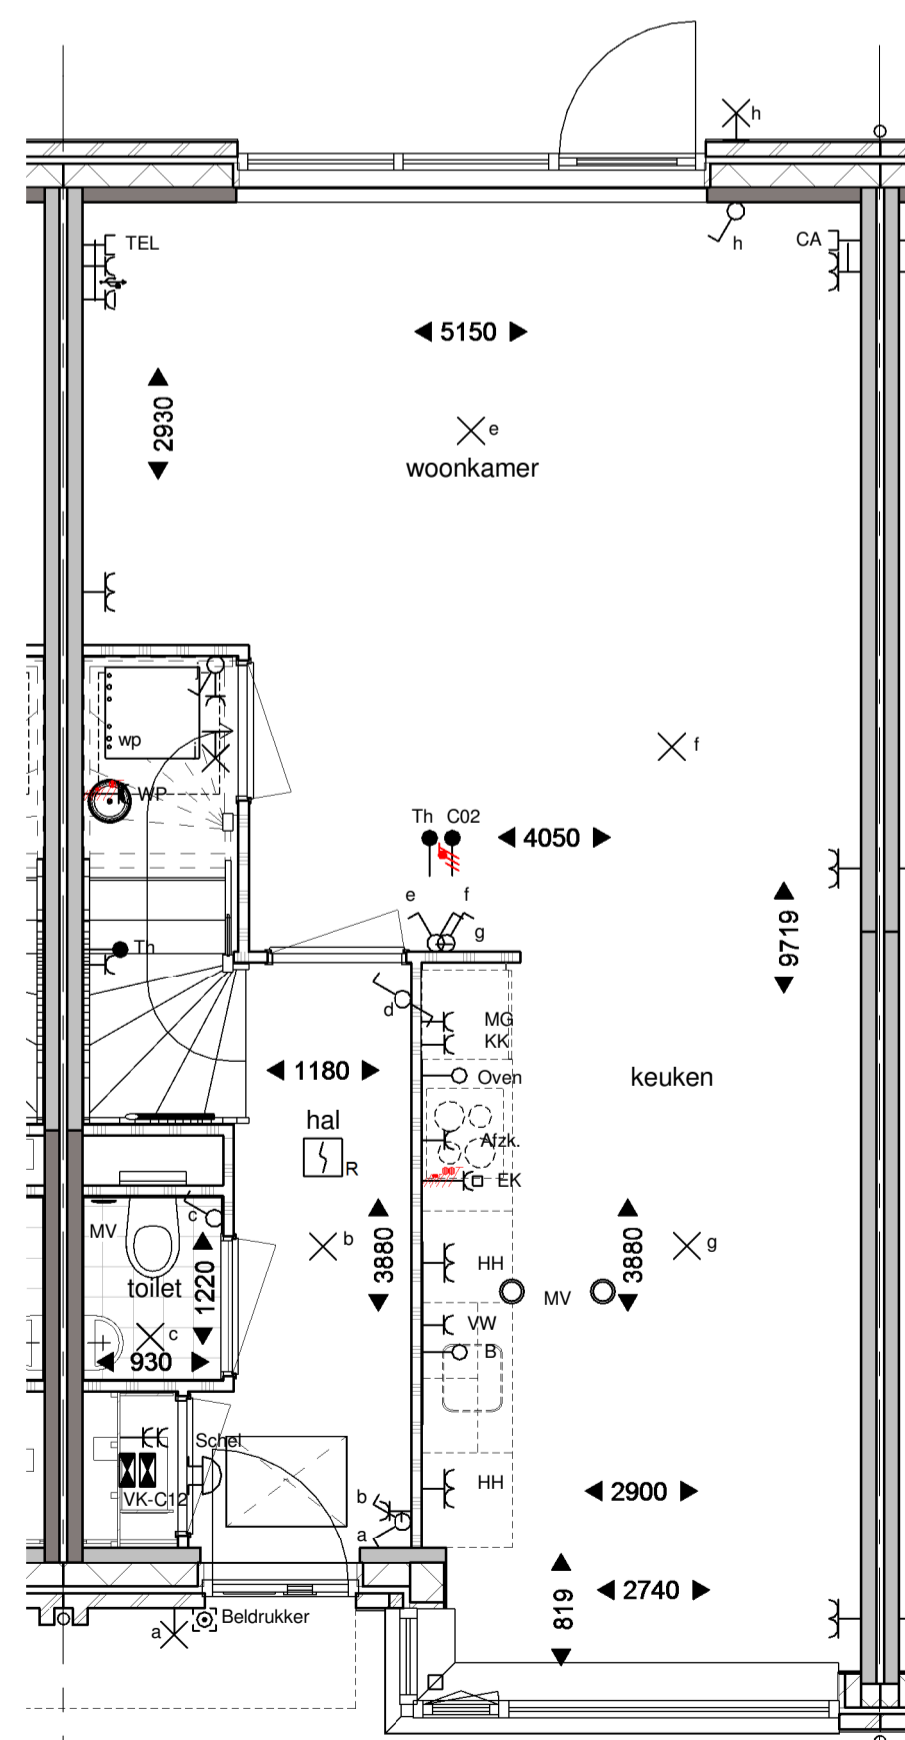 h
h
TEL
CA
5150
2930
e
woonkamer
f
wp
WP
Th C02
4050
e
f
g
9719
Th
d
MG
KK
Oven
1180
keuken
hal
R
Afzk.
EK
c
MV
b
3880
HH
3880
g
toilet
1220
MV
c
VW
930
B
Schel
HH
2900
VK-C12
b
a
819
2740
Beldrukker
a